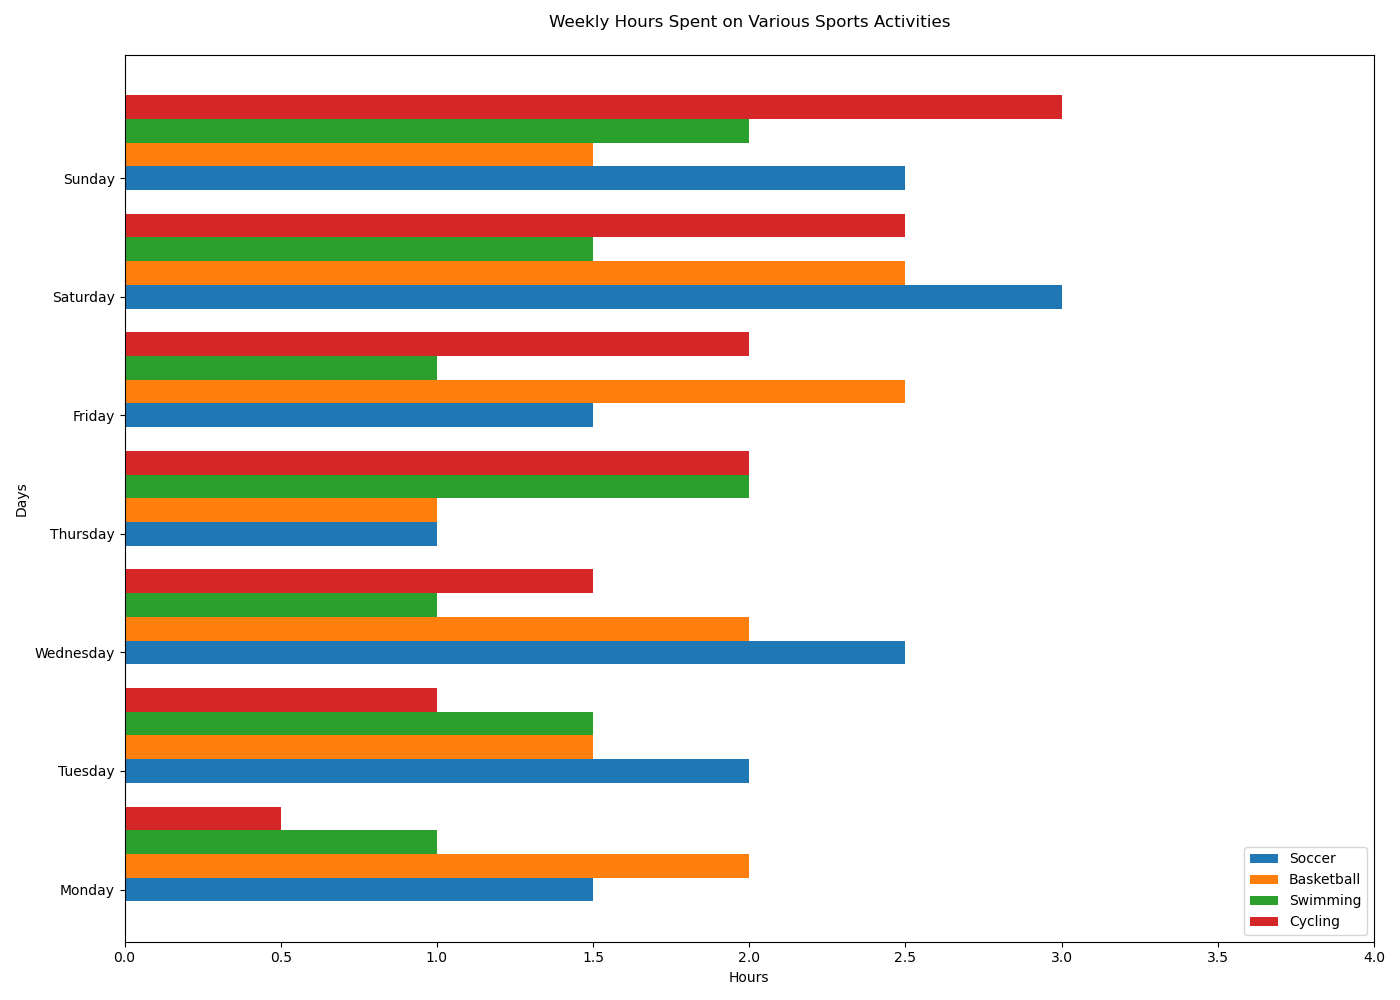 Weekly Hours Spent on Various Sports Activities
Days
Sunday
Saturday
Friday
Thursday
Wednesday
Tuesday
Monday
Soccer
Basketball
Swimming
Cycling
0.0 0.5 1.0 1.5 2.0 2.5 3.0 3.5 4.0
Hours